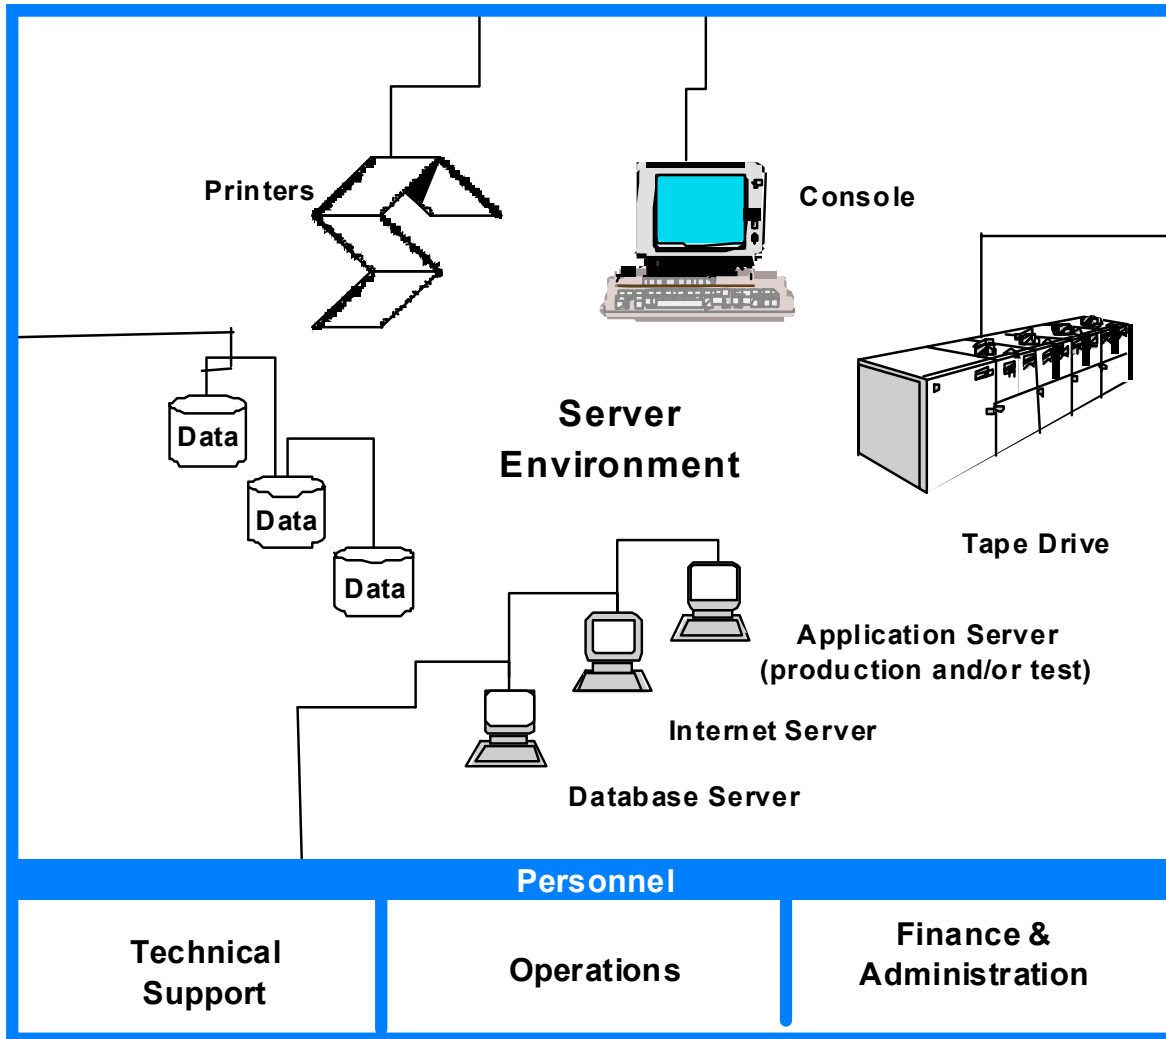 Printers
Console
Data
Data
Data
Server
Environment
Tape Drive
Application Server
(production and/or test)
Internet Server
Database Server
Personnel
Technical
Support
Operations
Finance &
Administration